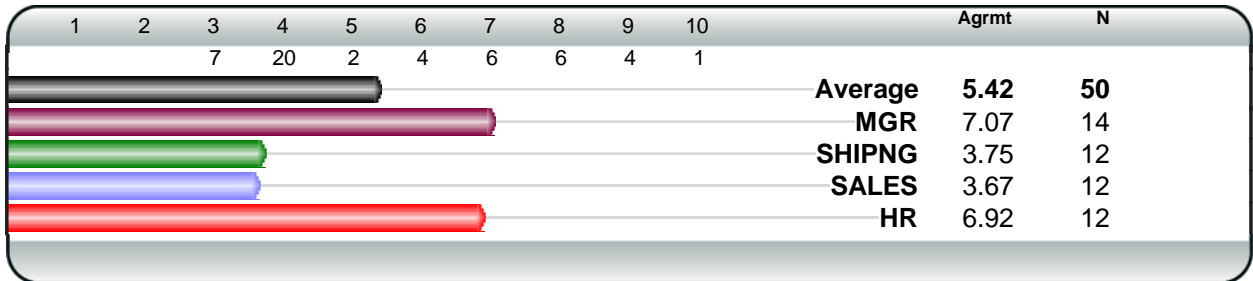 1 2 3 4 5 6 7 8 9 10 Agrmt N
7 20 2 4 6 6 4 1
Average 5.42 50
MGR 7.07 14
SHIPNG 3.75 12
SALES 3.67 12
HR 6.92 12